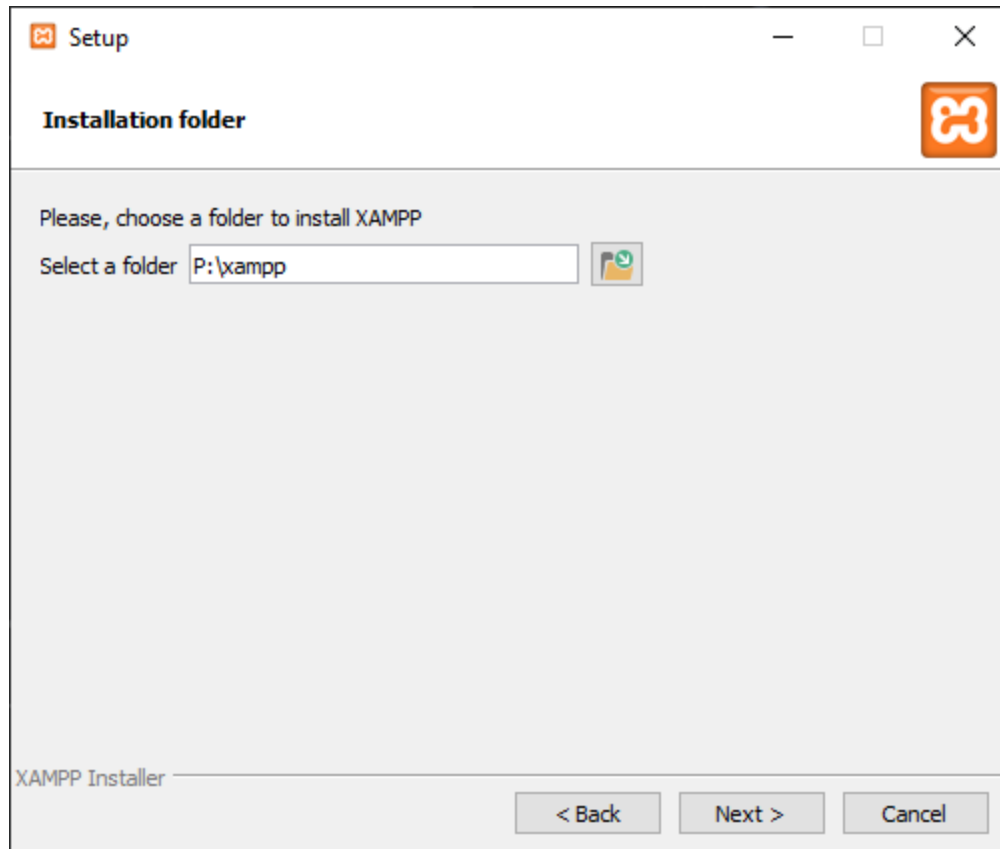 Setup
Installation folder
Please, choose a folder to install XAMPP
Select a folder P:\xampp
XAMPP Installer
< Back Next > Cancel